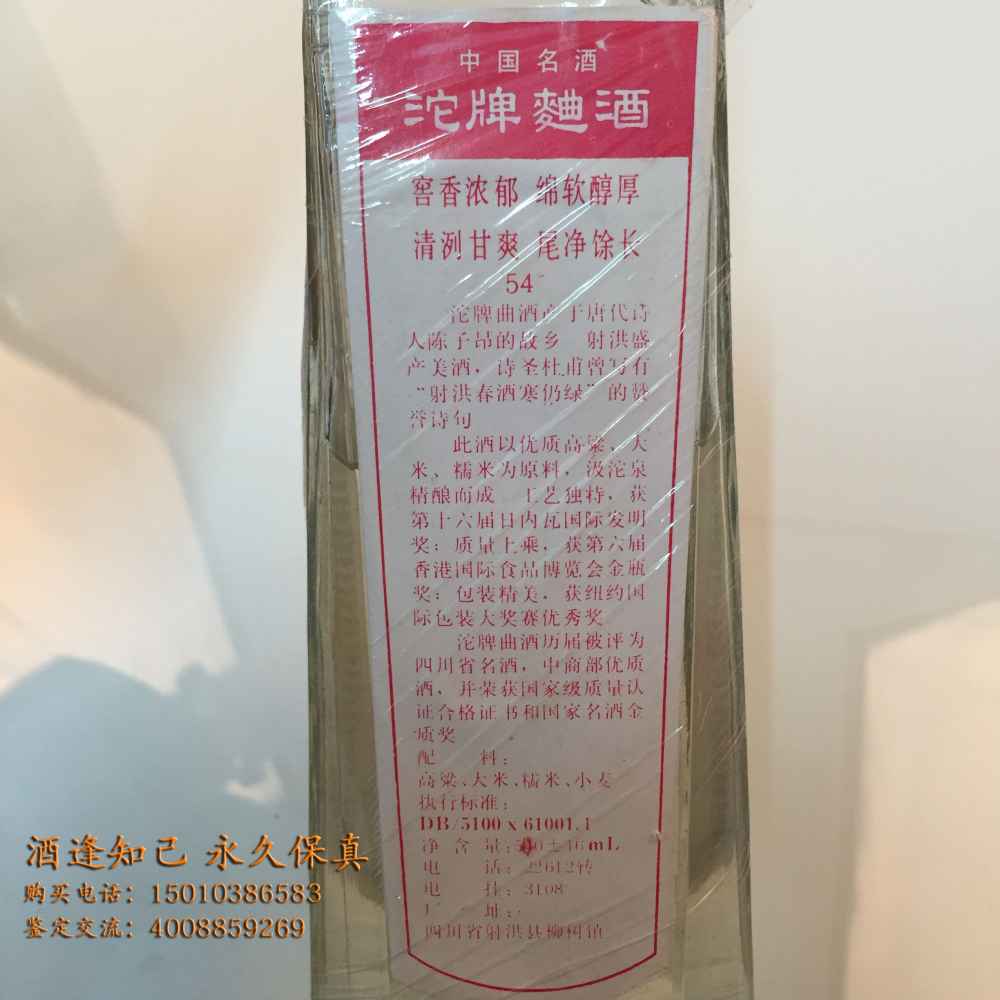 中国名酒
沱牌麯酒
窖香浓郁 绵软醇厚
清洌甘爽 尾净馀长
54°
沱牌曲酒产于唐代诗
人陈子昂的故乡 射洪盛
产美酒，诗圣杜甫曾写有
“射洪春酒寒仍绿”的赞
誉诗句
此酒以优质高粱、大
米、糯米为原料，汲沱泉
精酿而成 工艺独特，获
第十六届日内瓦国际发明
奖；质量上乘，获第六届
香港国际食品博览会金瓶
奖；包装精美，获纽约国
际包装大奖赛优秀奖
沱牌曲酒历届被评为
四川省名酒，中商部优质
酒，并荣获国家级质量认
证合格证书和国家名酒金
质奖
配 料：
高粱、大米、糯米、小麦
执行标准：
DB/5100 x 61001.1
净 含 量： mL
电 话：22612转
电 挂：3108
厂 址：
四川省射洪县柳树镇
酒逢知己 永久保真
购买电话：15010386583
鉴定交流：4008859269